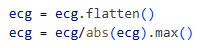 ecg = ecg.flatten()
ecg = ecg/abs(ecg).max()